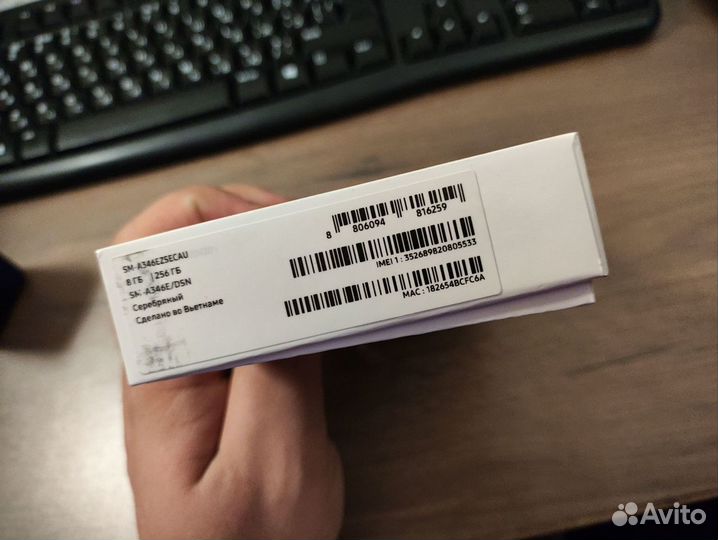 SM-A346EZSECAU
8 ГБ | 256 ГБ
SM-A346E/DSN
Серебряный
Сделано во Вьетнаме
8 806094 816259
IMEI 1 : 352689820805533
MAC : 182654BCFC6A
Avito